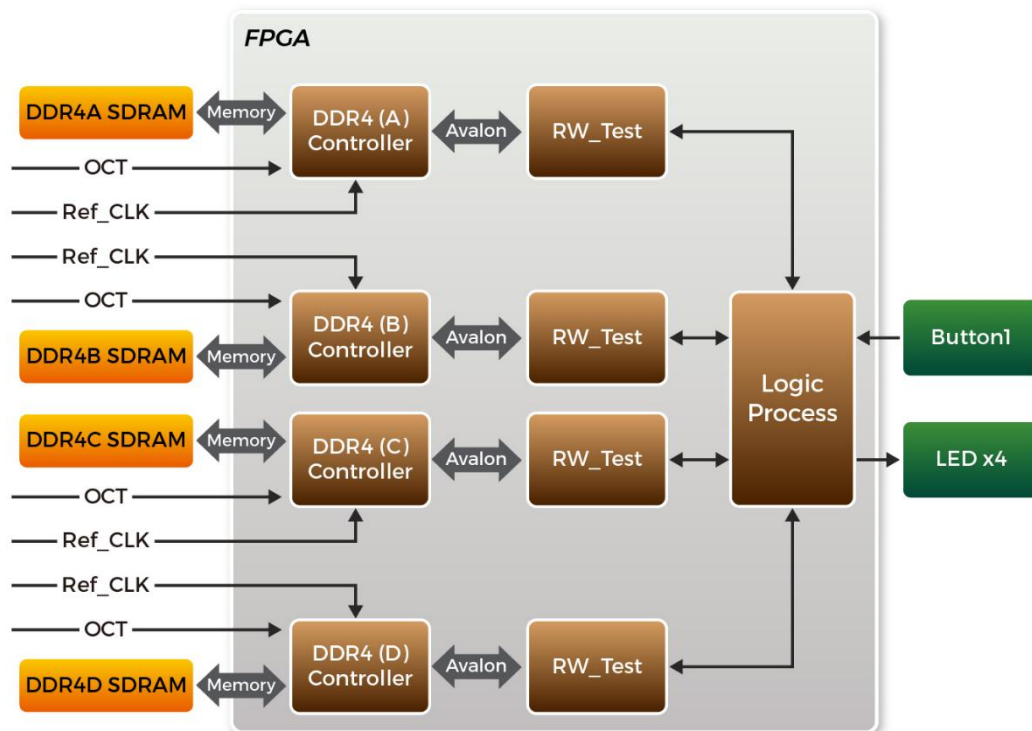 FPGA
DDR4A SDRAM
Memory
DDR4 (A)
Controller
Avalon
RW_Test
OCT
Ref_CLK
Ref_CLK
OCT
DDR4 (B)
Controller
Avalon
RW_Test
DDR4B SDRAM
Memory
Logic
Process
Button1
DDR4C SDRAM
Memory
DDR4 (C)
Controller
Avalon
RW_Test
LED x4
OCT
Ref_CLK
Ref_CLK
OCT
DDR4 (D)
Controller
Avalon
RW_Test
DDR4D SDRAM
Memory